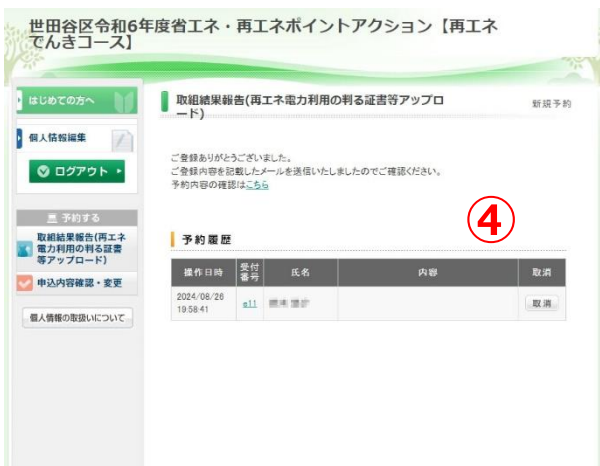 世田谷区令和6年度省エネ・再エネポイントアクション【再エネ
でんきコース】
はじめての方へ
個人情報編集
ログアウト
予約する
取組結果報告(再エネ
電力利用の判る証書
等アップロード)
申込内容確認・変更
個人情報の取扱いについて
取組結果報告(再エネ電力利用の判る証書等アップロ
ード)
新規予約
ご登録ありがとうございました。
ご登録内容を記載したメールを送信いたしましたのでご確認ください。
予約内容の確認はこちら
④
予約履歴
操作日時 受付
番号 氏名 内容 取消
2024/08/26
19:58:41
e11
取消